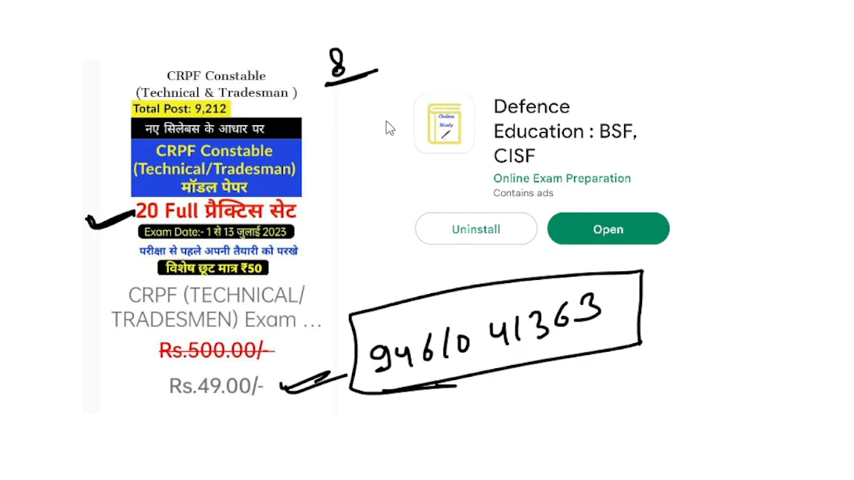 8
CRPF Constable
(Technical & Tradesman )
Total Post: 9,212
नए सिलेबस के आधार पर
CRPF Constable
(Technical/Tradesman)
मॉडल पेपर
20 Full प्रैक्टिस सेट
Exam Date:- 1 से 13 जुलाई 2023
परीक्षा से पहले अपनी तैयारी को परखे
विशेष छूट मात्र ₹50
CRPF (TECHNICAL/
TRADESMEN) Exam ...
Rs.500.00/-
Rs.49.00/-
Online
Study
Defence
Education : BSF,
CISF
Online Exam Preparation
Contains ads
Uninstall
Open
9461041363